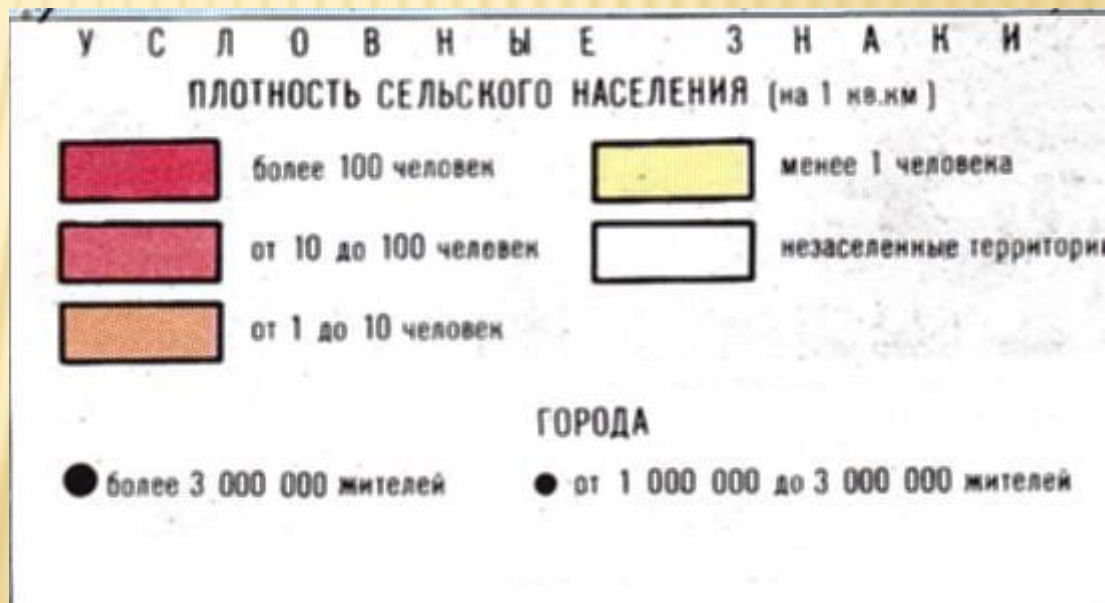 УСЛОВНЫЕ ЗНАКИ
ПЛОТНОСТЬ СЕЛЬСКОГО НАСЕЛЕНИЯ (на 1 кв.км)
более 100 человек
от 10 до 100 человек
от 1 до 10 человек
менее 1 человека
незаселенные территории
ГОРОДА
более 3 000 000 жителей
от 1 000 000 до 3 000 000 жителей